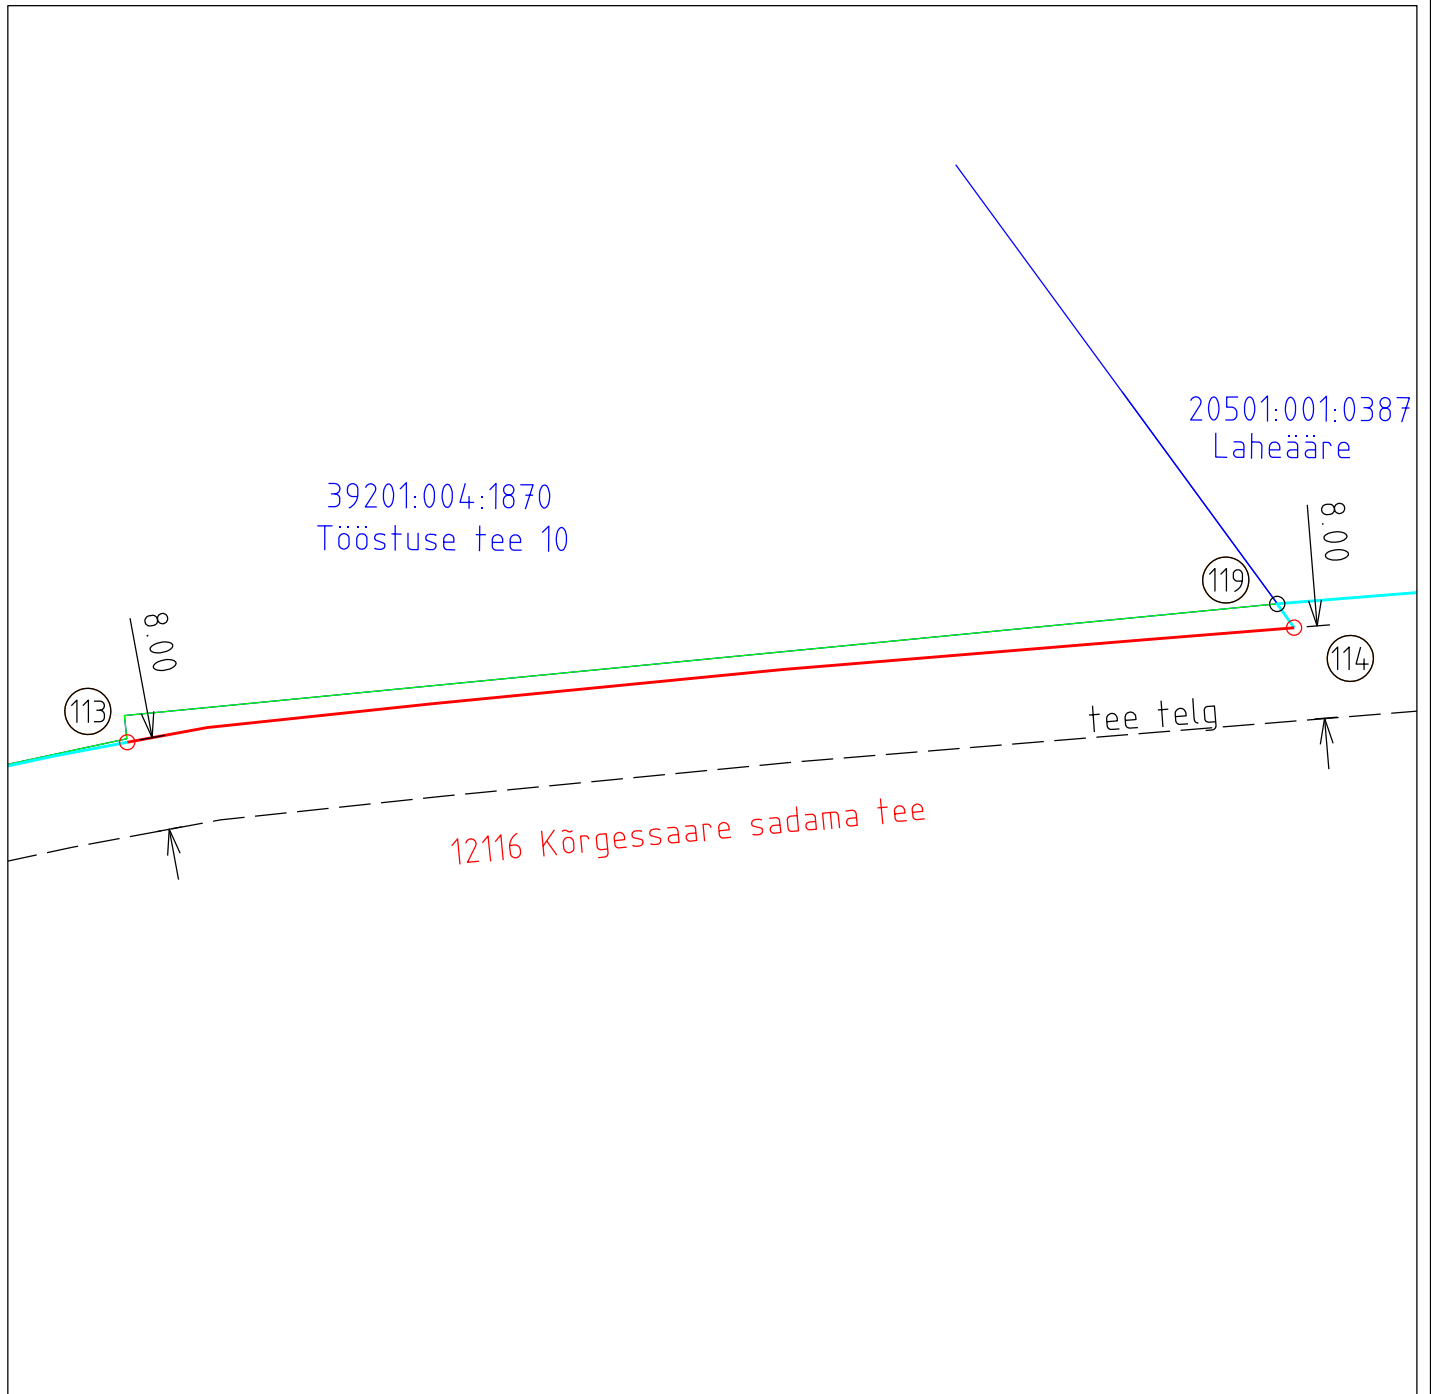 20501:001:0387
Laheääre
39201:004:1870
Tööstuse tee 10
8.00
119
8.00
114
113
tee telg
12116 Kõrgessaare sadama tee